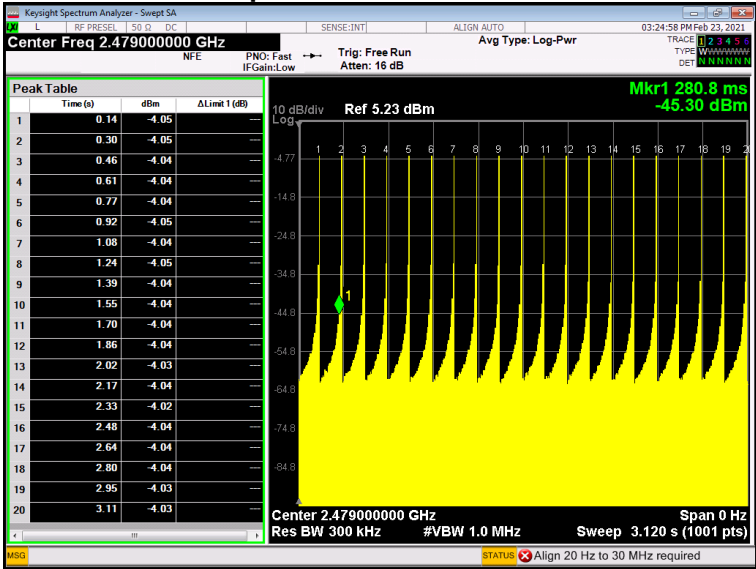 Keysight Spectrum Analyzer - Swept SA
LXI L RF PRESEL 50 Ω DC SENSE:INT ALIGN AUTO 03:24:58 PM Feb 23, 2021
Center Freq 2.479000000 GHz Avg Type: Log-Pwr TRACE 1 2 3 4 5 6
NFE PNO: Fast Trig: Free Run TYPE W
IFGain:Low Atten: 16 dB DET N N N N N N
Peak Table
Time (s) dBm ΔLimit1 (dB)
1 0.14 -4.05 ---
2 0.30 -4.05 ---
3 0.46 -4.04 ---
4 0.61 -4.04 ---
5 0.77 -4.04 ---
6 0.92 -4.05 ---
7 1.08 -4.04 ---
8 1.24 -4.05 ---
9 1.39 -4.04 ---
10 1.55 -4.04 ---
11 1.70 -4.04 ---
12 1.86 -4.04 ---
13 2.02 -4.03 ---
14 2.17 -4.04 ---
15 2.33 -4.02 ---
16 2.48 -4.04 ---
17 2.64 -4.04 ---
18 2.80 -4.04 ---
19 2.95 -4.03 ---
20 3.11 -4.03 ---
Mkr1 280.8 ms
-45.30 dBm
10 dB/div Ref 5.23 dBm
Log
1 2 3 4 5 6 7 8 9 10 11 12 13 14 15 16 17 18 19 2
-4.77
-14.8
-24.8
-34.8
1
-44.8
-54.8
-64.8
-74.8
-84.8
Center 2.479000000 GHz Span 0 Hz
Res BW 300 kHz #VBW 1.0 MHz Sweep 3.120 s (1001 pts)
MSG STATUS Align 20 Hz to 30 MHz required